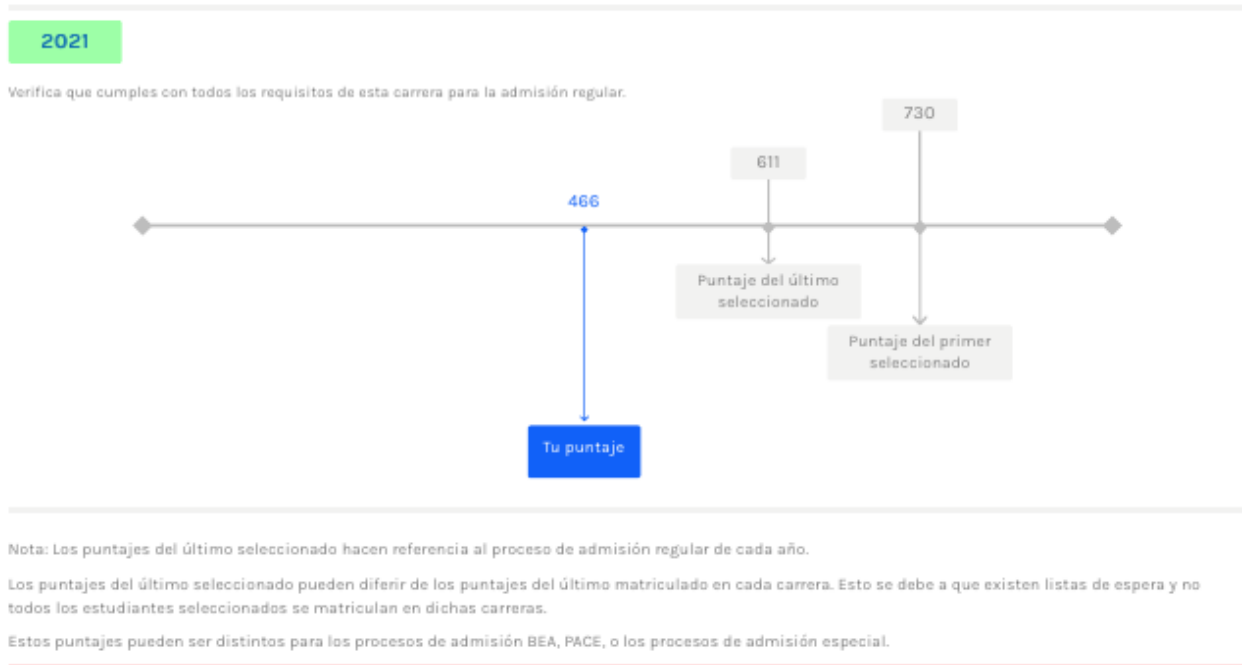 2021
Verifica que cumples con todos los requisitos de esta carrera para la admisión regular.
730
611
466
Puntaje del último
seleccionado
Puntaje del primer
seleccionado
Tu puntaje
Nota: Los puntajes del último seleccionado hacen referencia al proceso de admisión regular de cada año.
Los puntajes del último seleccionado pueden diferir de los puntajes del último matriculado en cada carrera. Esto se debe a que existen listas de espera y no
todos los estudiantes seleccionados se matriculan en dichas carreras.
Estos puntajes pueden ser distintos para los procesos de admisión BEA, PACE, o los procesos de admisión especial.